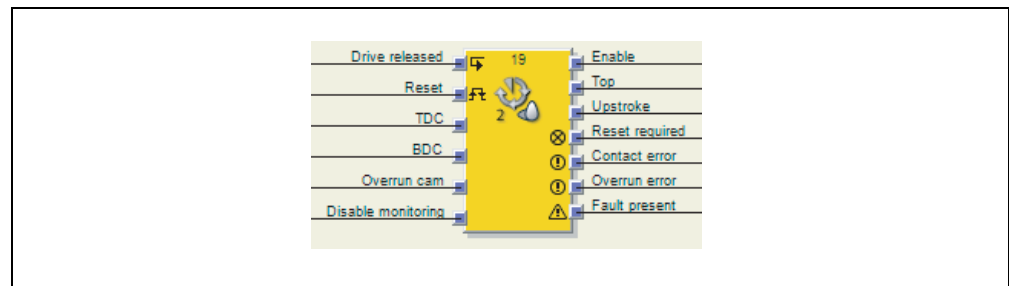 Drive released
Reset
TDC
BDC
Overrun cam
Disable monitoring
19
2
Enable
Top
Upstroke
Reset required
Contact error
Overrun error
Fault present